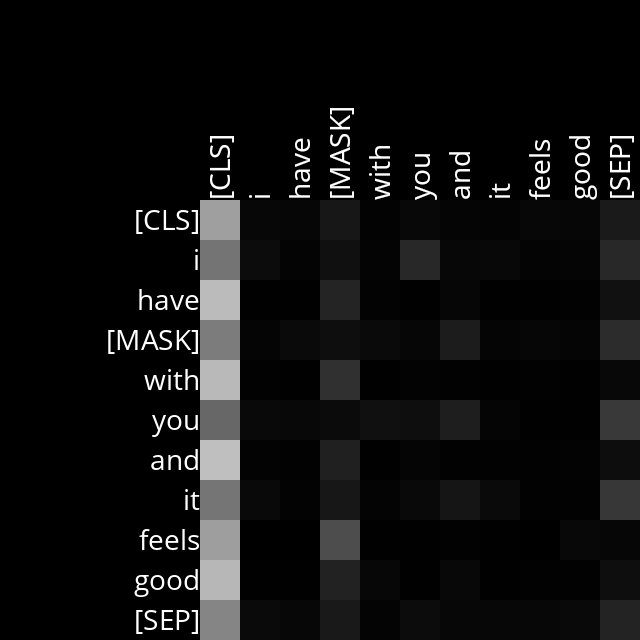 [CLS] i have [MASK] with you and it feels good [SEP]
[CLS]
i
have
[MASK]
with
you
and
it
feels
good
[SEP]